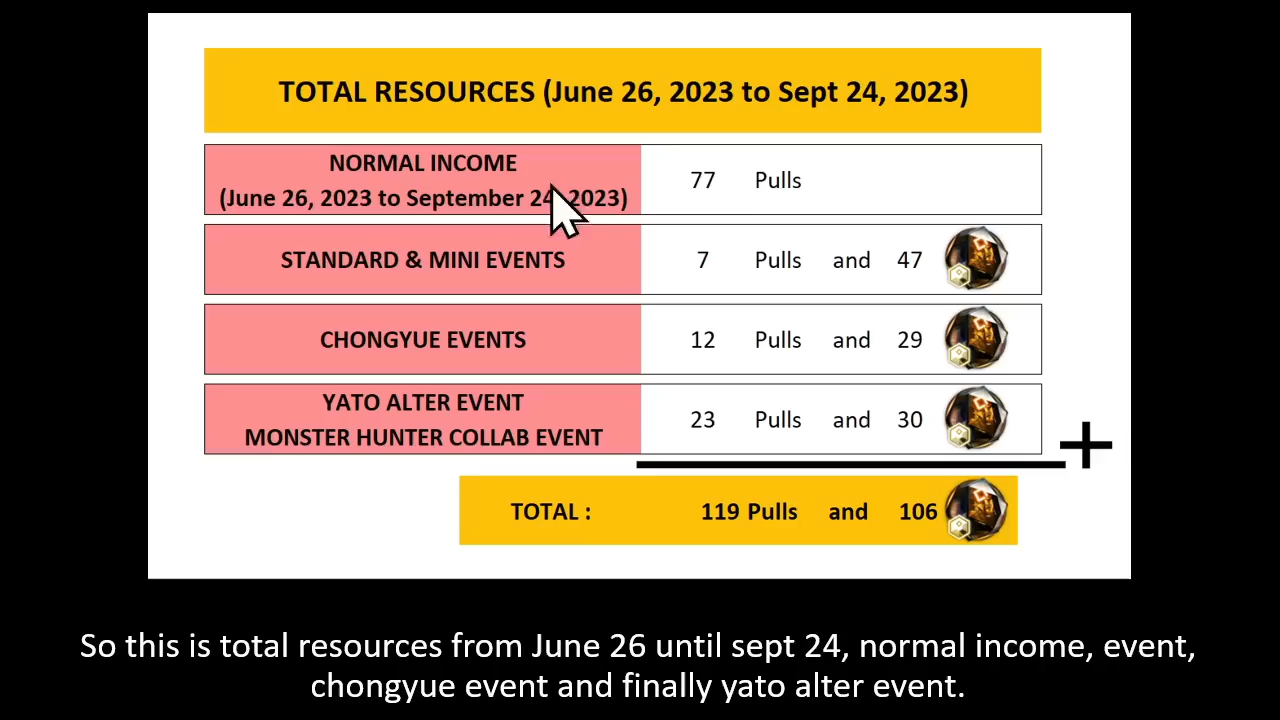 TOTAL RESOURCES (June 26, 2023 to Sept 24, 2023)
NORMAL INCOME
(June 26, 2023 to September 24, 2023)
77 Pulls
STANDARD & MINI EVENTS
7 Pulls and 47
CHONGYUE EVENTS
12 Pulls and 29
YATO ALTER EVENT
MONSTER HUNTER COLLAB EVENT
23 Pulls and 30
+
TOTAL : 119 Pulls and 106
So this is total resources from June 26 until sept 24, normal income, event,
chongyue event and finally yato alter event.